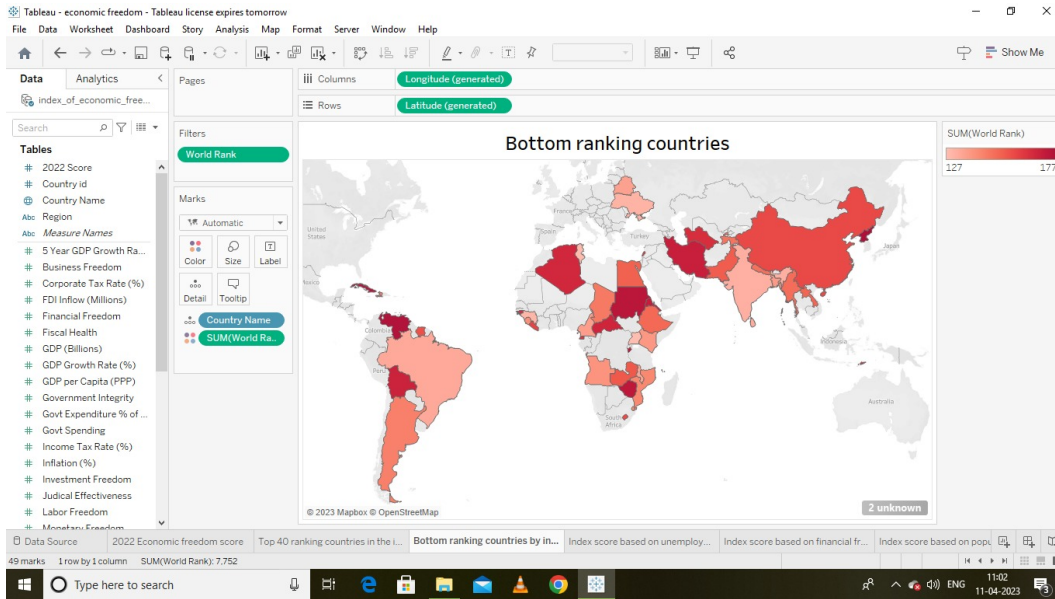 Tableau - economic freedom - Tableau license expires tomorrow
File Data Worksheet Dashboard Story Analysis Map Format Server Window Help
Show Me
Data Analytics
Pages
Columns Longitude (generated)
index_of_economic_free...
Rows Latitude (generated)
Search
Filters
World Rank
Tables
2022 Score
Country id
Country Name
Abc Region
Abc Measure Names
5 Year GDP Growth Ra...
Business Freedom
Corporate Tax Rate (%)
FDI Inflow (Millions)
Financial Freedom
Fiscal Health
GDP (Billions)
GDP Growth Rate (%)
GDP per Capita (PPP)
Government Integrity
Govt Expenditure % of ...
Govt Spending
Income Tax Rate (%)
Inflation (%)
Investment Freedom
Judical Effectiveness
Labor Freedom
Monetary Freedom
Marks
Automatic
Color Size Label
Detail Tooltip
Country Name
SUM(World Ra..
Bottom ranking countries
United States
Mexico
Colombia
Peru
France
Spain
Turkey
South Africa
Japan
Indonesia
Australia
© 2023 Mapbox © OpenStreetMap
2 unknown
SUM(World Rank)
127 177
Data Source 2022 Economic freedom score Top 40 ranking countries in the i... Bottom ranking countries by in... Index score based on unemploy... Index score based on financial fr... Index score based on popu
49 marks 1 row by 1 column SUM(World Rank): 7,752
Type here to search
ENG
11:02
11-04-2023
3